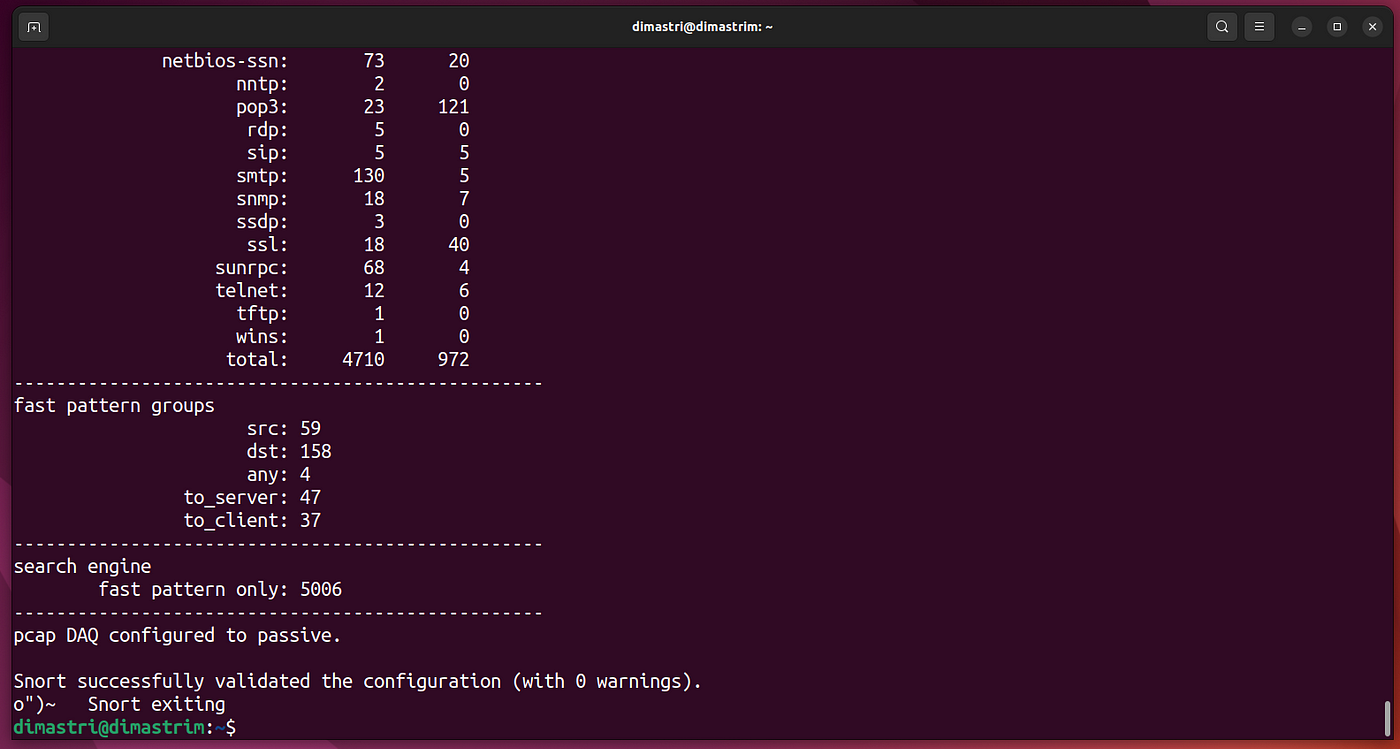 dimastri@dimastrim: ~
netbios-ssn: 73 20
nntp: 2 0
pop3: 23 121
rdp: 5 0
sip: 5 5
smtp: 130 5
snmp: 18 7
ssdp: 3 0
ssl: 18 40
sunrpc: 68 4
telnet: 12 6
tftp: 1 0
wins: 1 0
total: 4710 972
--------------------------------------------------
fast pattern groups
src: 59
dst: 158
any: 4
to_server: 47
to_client: 37
--------------------------------------------------
search engine
fast pattern only: 5006
--------------------------------------------------
pcap DAQ configured to passive.
Snort successfully validated the configuration (with 0 warnings).
o")~   Snort exiting
dimastri@dimastrim:~$